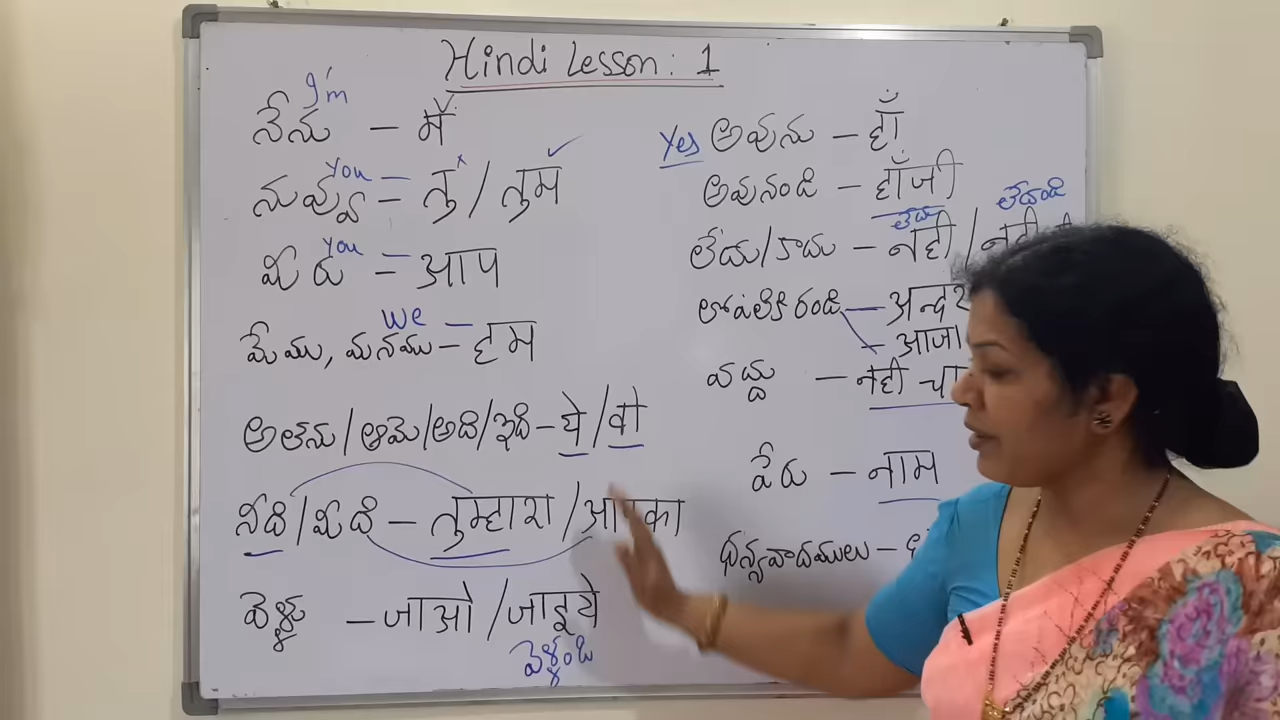 Hindi Lesson : 1
I'm
నేను – मैं
you
నువ్వు = तु / तुम
you
మీరు = आप
we
మేము, మనము – हम
అతను/ఆమె/అది/ఇది – ये / वो
నీది/మీది – तुम्हारा / आपका
వెళ్ళు – जाओ / जाइये
వెళ్ళండి
Yes అవును – हाँ
అవునండి – हाँजी
లేదు లేదండి
లేదు/కాదు – नही / नही
లోపలికి రండి –
– आजा
వద్దు – नही
పేరు – नाम
ధన్యవాదములు –